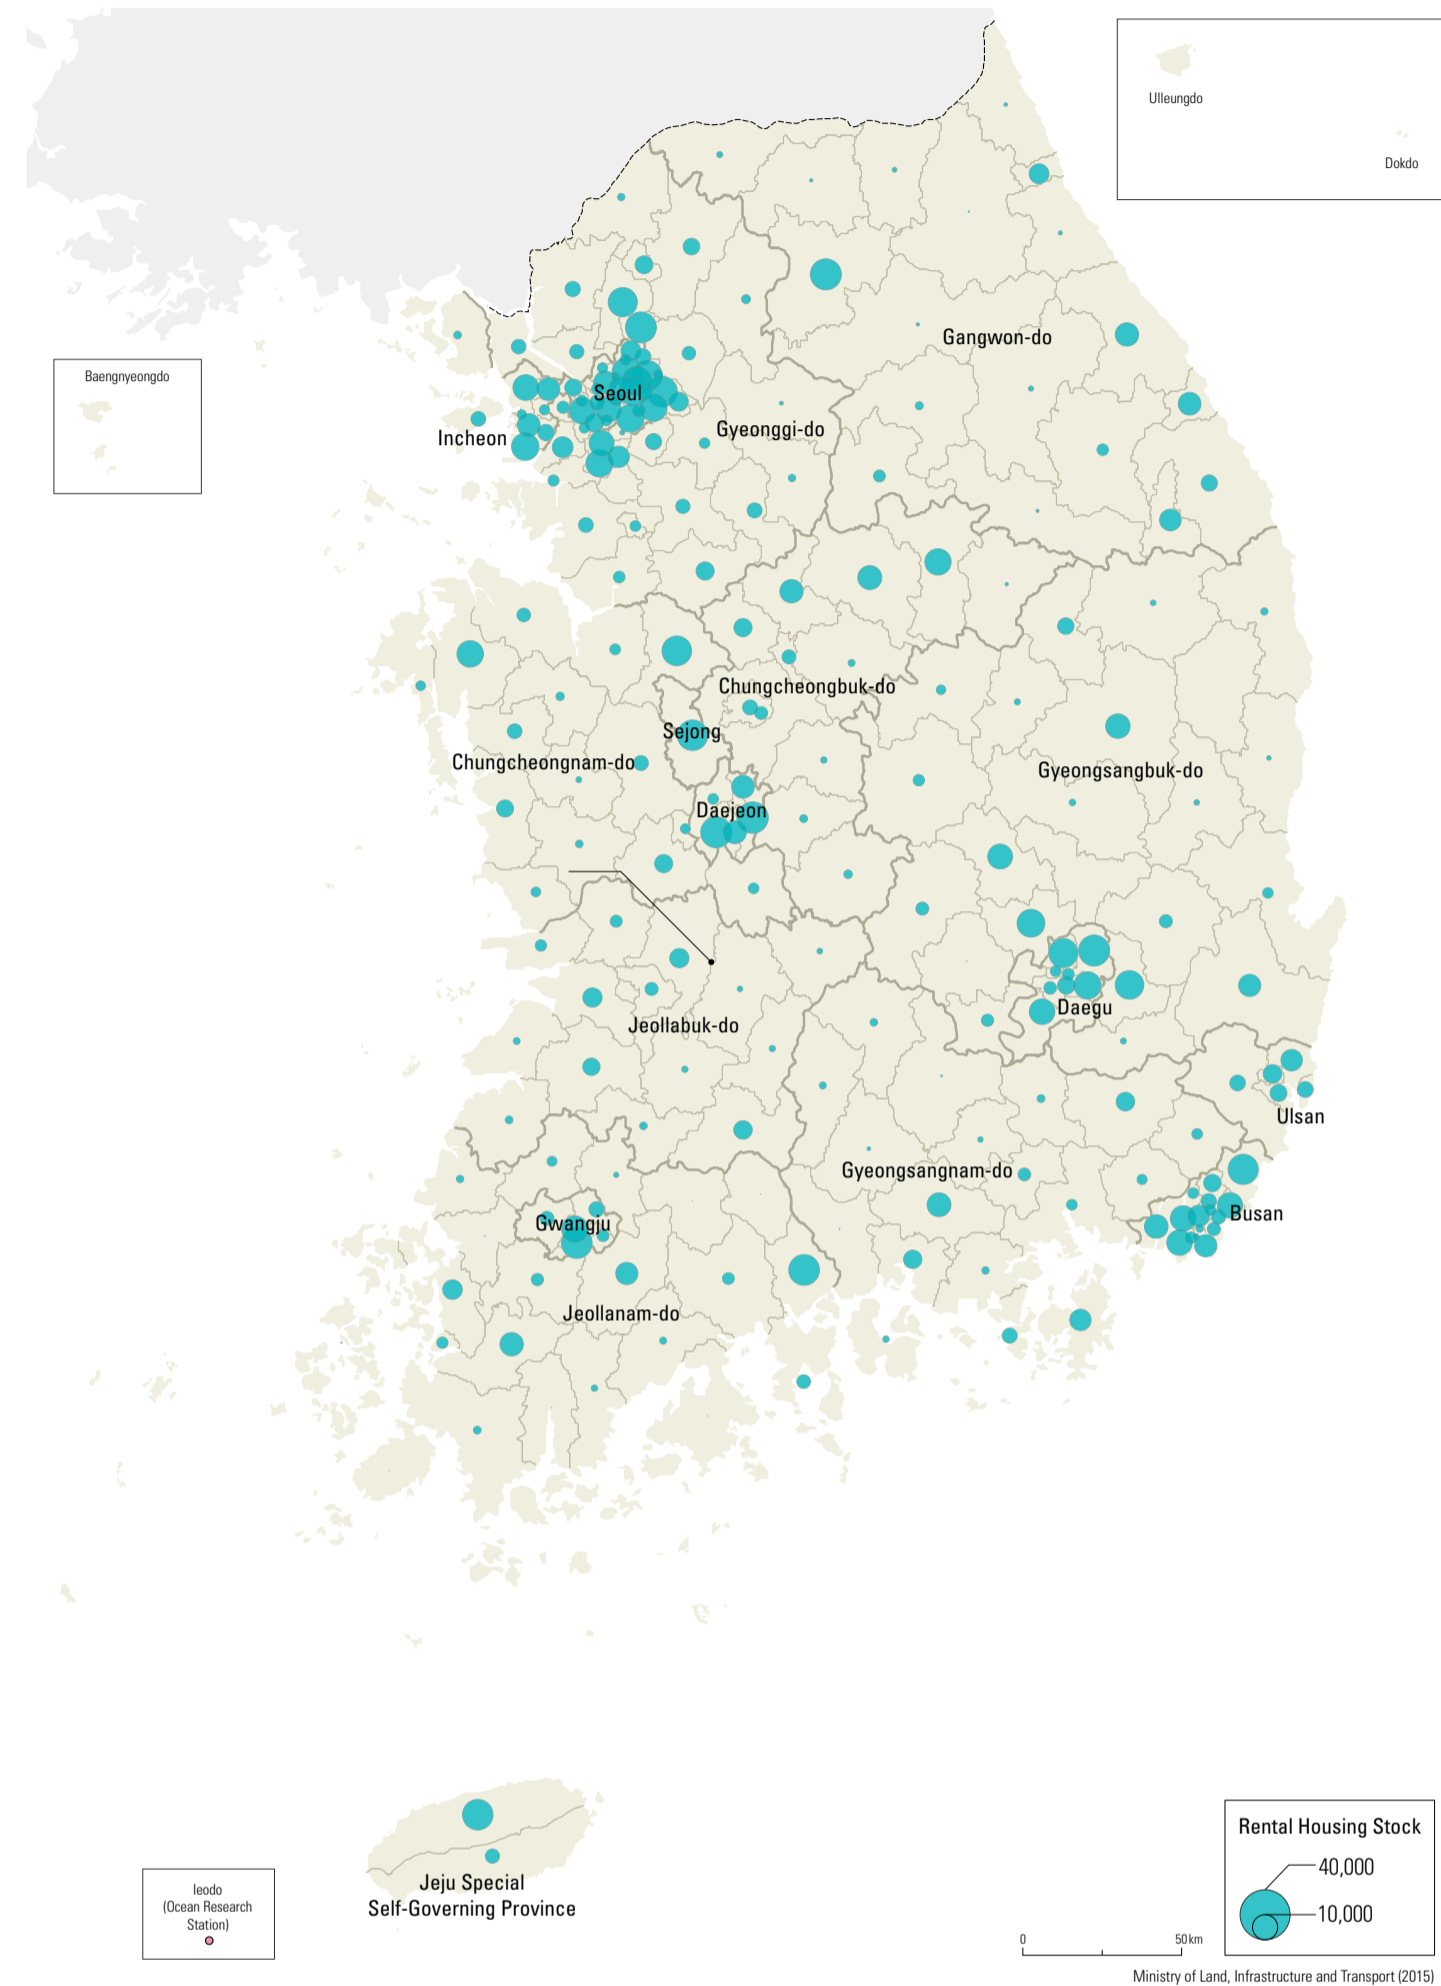 Ulleungdo
Dokdo
Gangwon-do
Baengnyeongdo
Seoul
Gyeonggi-do
Incheon
Chungcheongbuk-do
Sejong
Chungcheongnam-do
Gyeongsangbuk-do
Daejeon
Daegu
Jeollabuk-do
Ulsan
Gyeongsangnam-do
Busan
Gwangju
Jeollanam-do
Jeju Special
Self-Governing Province
Ieodo
(Ocean Research
Station)
Rental Housing Stock
40,000
10,000
0 50km
Ministry of Land, Infrastructure and Transport (2015)